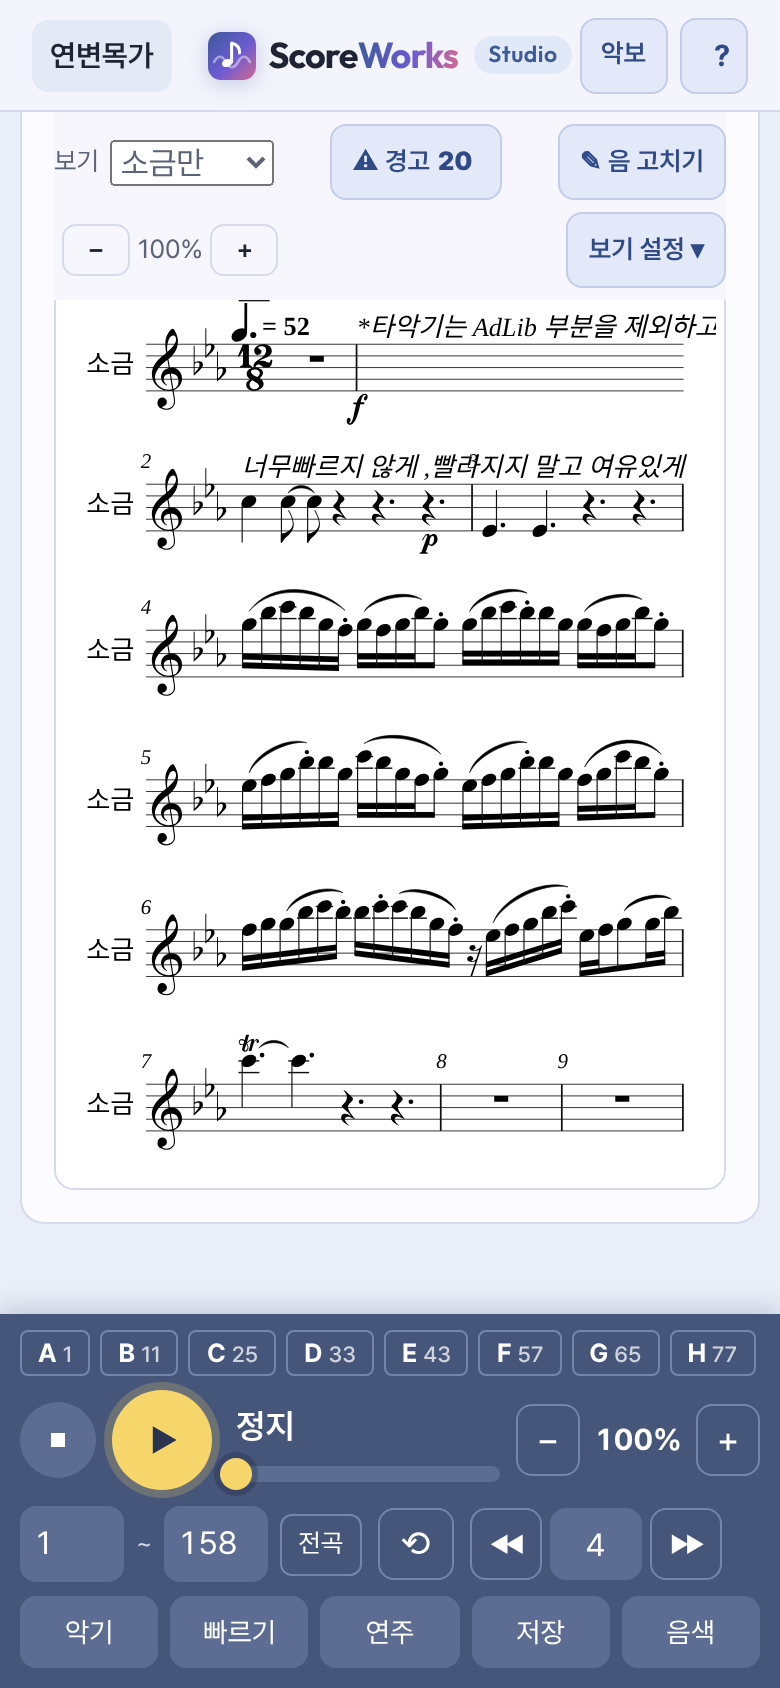 연변목가
ScoreWorks
Studio
악보
?
보기
소금만
경고 20
음 고치기
− 100% +
보기 설정 ▾
= 52
*타악기는 AdLib 부분을 제외하고
소금
12
8
f
2
너무빠르지 않게 ,빨라지지 말고 여유있게
3
소금
p
4
소금
5
소금
6
소금
tr
7
8
9
소금
A 1
B 11
C 25
D 33
E 43
F 57
G 65
H 77
정지
− 100% +
1 ~ 158
전곡
4
악기
빠르기
연주
저장
음색